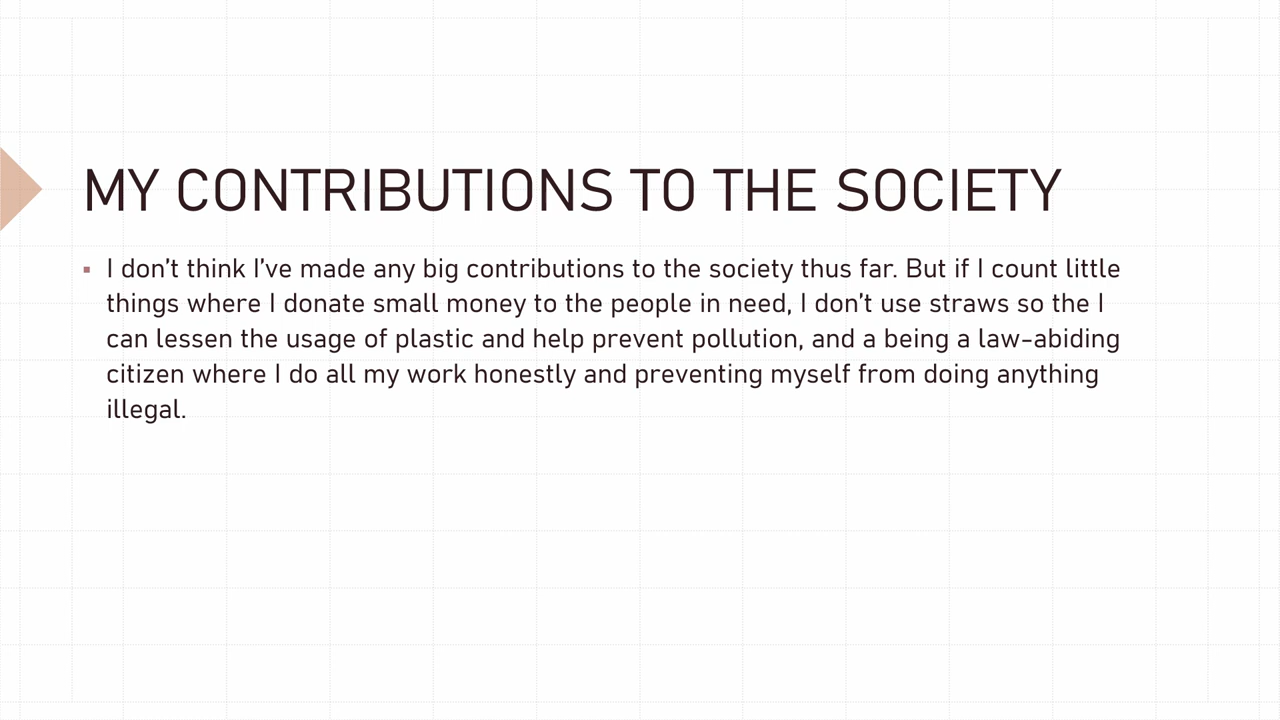 MY CONTRIBUTIONS TO THE SOCIETY
I don’t think I’ve made any big contributions to the society thus far. But if I count little
things where I donate small money to the people in need, I don’t use straws so the I
can lessen the usage of plastic and help prevent pollution, and a being a law-abiding
citizen where I do all my work honestly and preventing myself from doing anything
illegal.